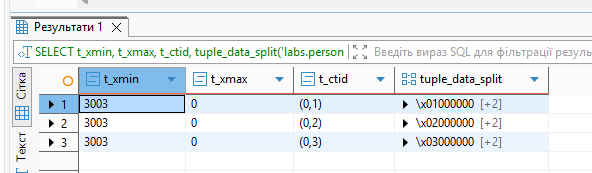 Результати 1
SELECT t_xmin, t_xmax, t_ctid, tuple_data_split('labs.person
Введіть вираз SQL для фільтрації резуль
Сітка
Текст
t_xmin t_xmax t_ctid tuple_data_split
1 3003 0 (0,1) \x01000000 [+2]
2 3003 0 (0,2) \x02000000 [+2]
3 3003 0 (0,3) \x03000000 [+2]